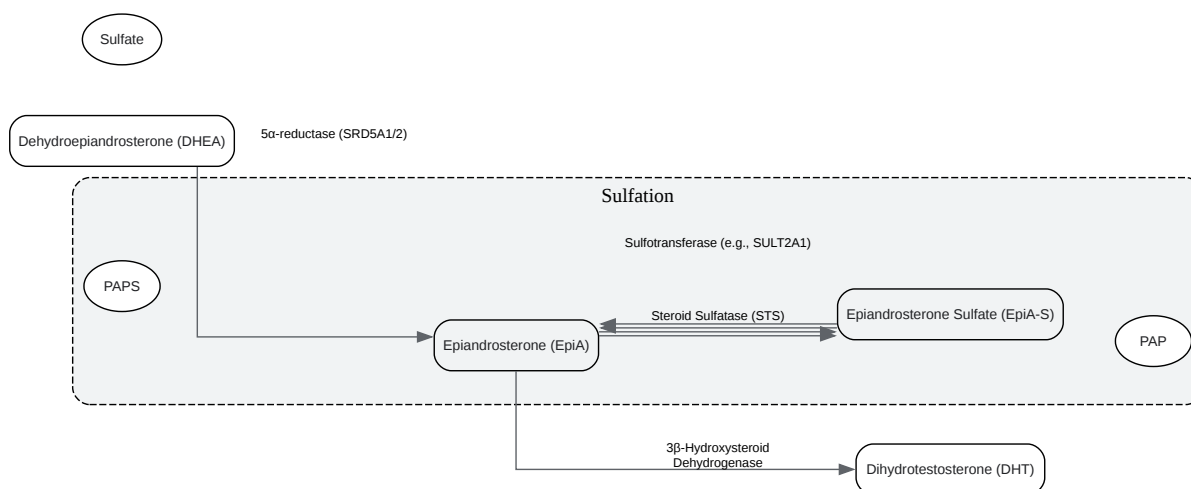 Sulfate
Dehydroepiandrosterone (DHEA)
5α-reductase (SRD5A1/2)
Sulfation
Sulfotransferase (e.g., SULT2A1)
PAPS
Steroid Sulfatase (STS)
Epiandrosterone Sulfate (EpiA-S)
Epiandrosterone (EpiA)
PAP
3β-Hydroxysteroid
Dehydrogenase
Dihydrotestosterone (DHT)